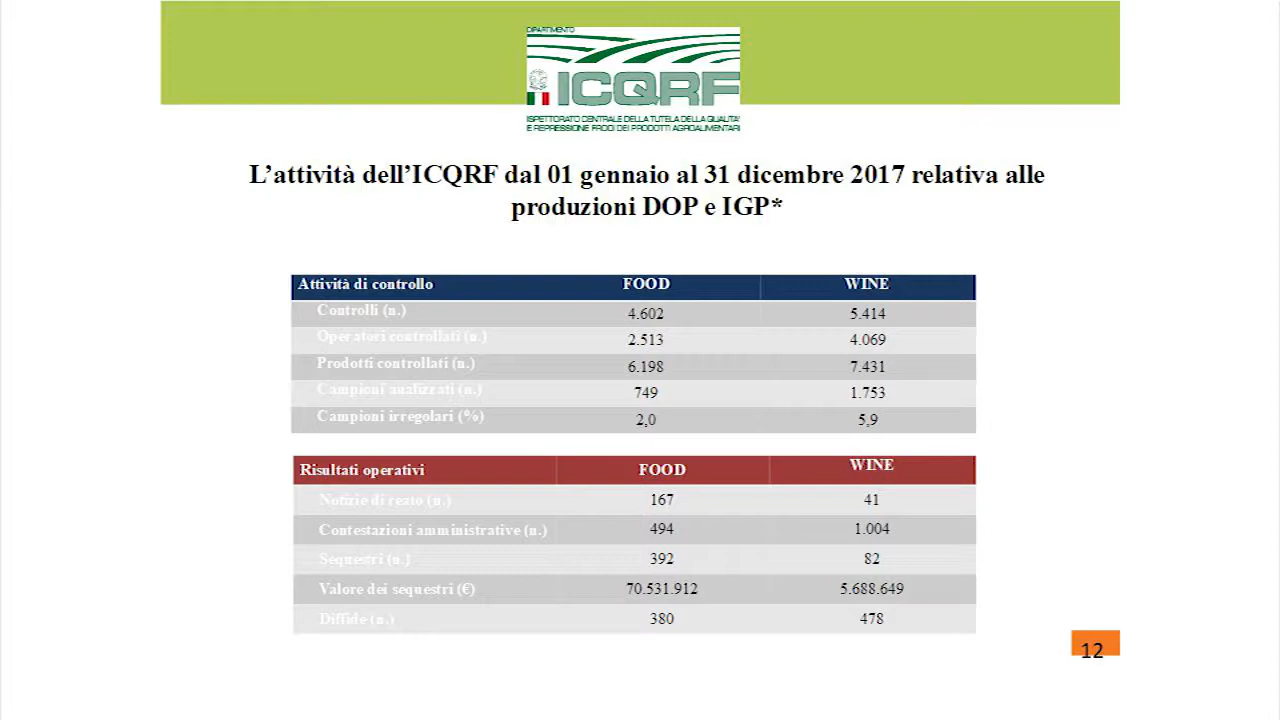 DIPARTIMENTO
ICQRF
ISPETTORATO CENTRALE DELLA TUTELA DELLA QUALITA'
E REPRESSIONE FRODI DEI PRODOTTI AGROALIMENTARI
L’attività dell’ICQRF dal 01 gennaio al 31 dicembre 2017 relativa alle
produzioni DOP e IGP*
Attività di controllo FOOD WINE
Controlli (n.) 4.602 5.414
Operatori controllati (n.) 2.513 4.069
Prodotti controllati (n.) 6.198 7.431
Campioni analizzati (n.) 749 1.753
Campioni irregolari (%) 2,0 5,9
Risultati operativi FOOD WINE
Notizie di reato (n.) 167 41
Contestazioni amministrative (n.) 494 1.004
Sequestri (n.) 392 82
Valore dei sequestri (€) 70.531.912 5.688.649
Diffide (n.) 380 478
12